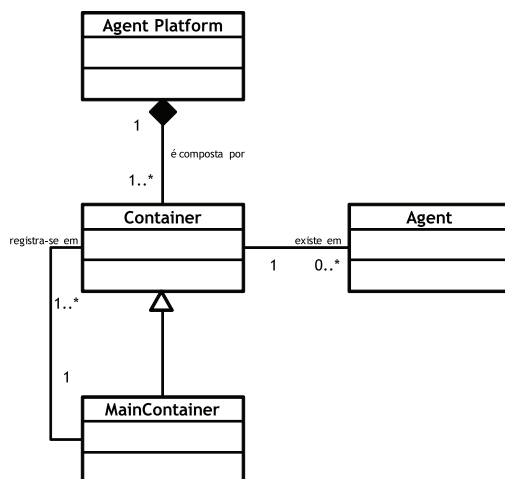 Agent Platform
1
é composta por
1..*
Container
Agent
registra-se em
existe em
1
0..*
1..*
1
MainContainer